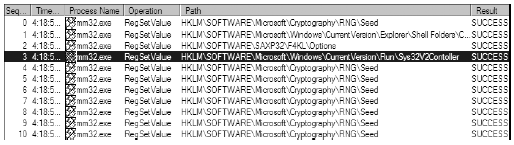 Seq... Time... Process Name Operation Path Result
0 4:18:5... mm32.exe RegSetValue HKLM\SOFTWARE\Microsoft\Cryptography\RNG\Seed SUCCESS
1 4:18:5... mm32.exe RegSetValue HKLM\SOFTWARE\Microsoft\Windows\CurrentVersion\Explorer\Shell Folders\C... SUCCESS
2 4:18:5... mm32.exe RegSetValue HKLM\SOFTWARE\SAXP32\F4KL\Options SUCCESS
3 4:18:5... mm32.exe RegSetValue HKLM\SOFTWARE\Microsoft\Windows\CurrentVersion\Run\Sys32V2Contoller SUCCESS
4 4:18:5... mm32.exe RegSetValue HKLM\SOFTWARE\Microsoft\Cryptography\RNG\Seed SUCCESS
5 4:18:5... mm32.exe RegSetValue HKLM\SOFTWARE\Microsoft\Cryptography\RNG\Seed SUCCESS
6 4:18:5... mm32.exe RegSetValue HKLM\SOFTWARE\Microsoft\Cryptography\RNG\Seed SUCCESS
7 4:18:5... mm32.exe RegSetValue HKLM\SOFTWARE\Microsoft\Cryptography\RNG\Seed SUCCESS
8 4:18:5... mm32.exe RegSetValue HKLM\SOFTWARE\Microsoft\Cryptography\RNG\Seed SUCCESS
9 4:18:5... mm32.exe RegSetValue HKLM\SOFTWARE\Microsoft\Cryptography\RNG\Seed SUCCESS
10 4:18:5... mm32.exe RegSetValue HKLM\SOFTWARE\Microsoft\Cryptography\RNG\Seed SUCCESS